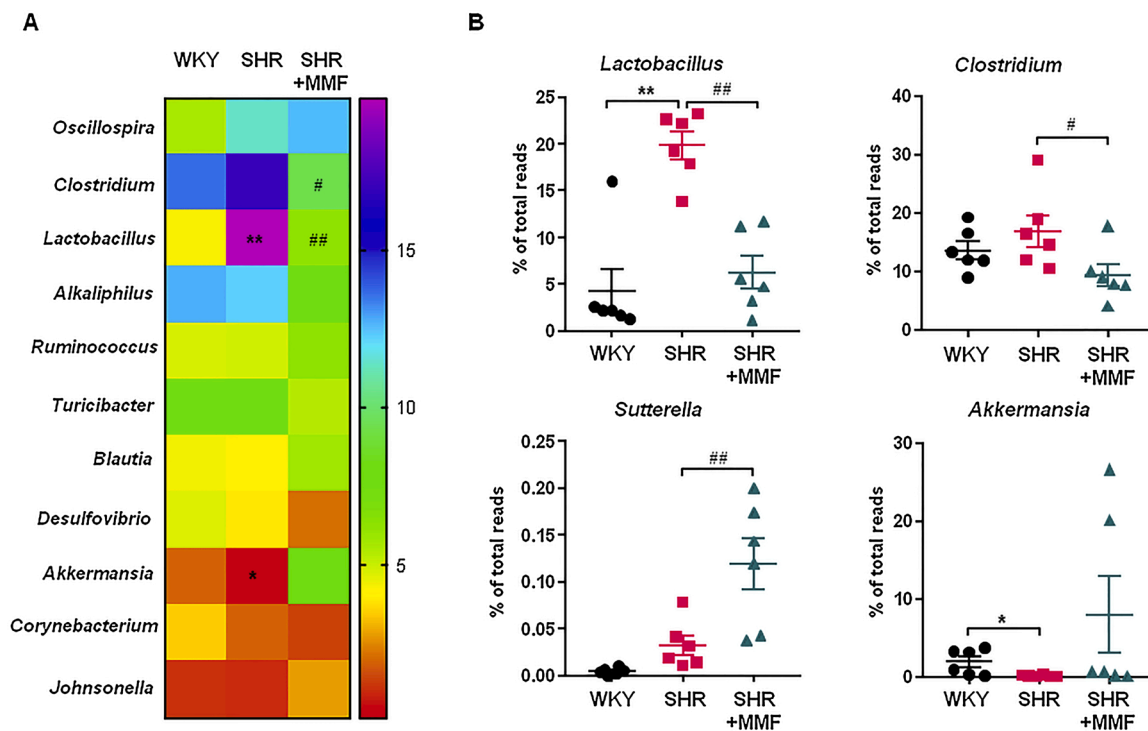 A
WKY SHR SHR
+MMF
Oscillospira
Clostridium #
Lactobacillus ** ##
Alkaliphilus
Ruminococcus
Turicibacter
Blautia
Desulfovibrio
Akkermansia *
Corynebacterium
Johnsonella
15
10
5
B
Lactobacillus
% of total reads
25
20
15
10
5
0
** ##
WKY SHR SHR
+MMF
Clostridium
% of total reads
40
30
20
10
0
#
WKY SHR SHR
+MMF
Sutterella
% of total reads
0.25
0.20
0.15
0.10
0.05
0.00
##
WKY SHR SHR
+MMF
Akkermansia
% of total reads
30
20
10
0
*
WKY SHR SHR
+MMF